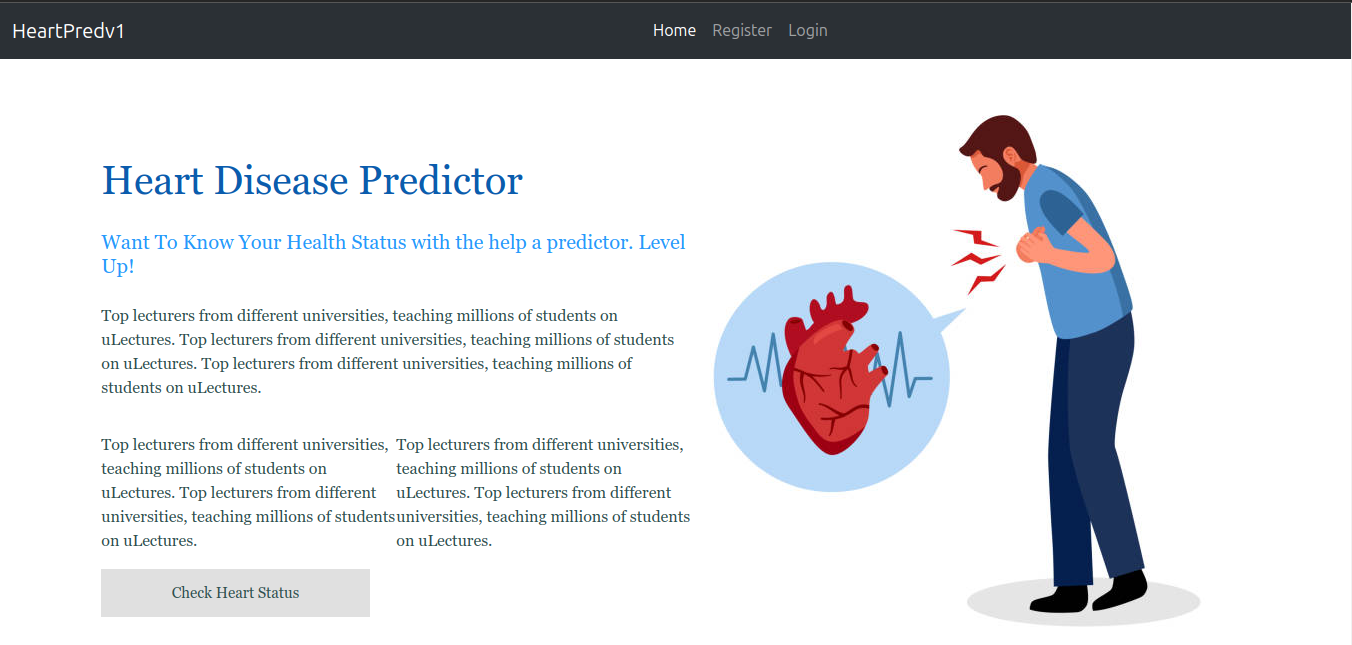 HeartPredv1
Home Register Login
Heart Disease Predictor
Want To Know Your Health Status with the help a predictor. Level
Up!
Top lecturers from different universities, teaching millions of students on
uLectures. Top lecturers from different universities, teaching millions of students
on uLectures. Top lecturers from different universities, teaching millions of
students on uLectures.
Top lecturers from different universities,
teaching millions of students on
uLectures. Top lecturers from different
universities, teaching millions of students
on uLectures.
Top lecturers from different universities,
teaching millions of students on
uLectures. Top lecturers from different
universities, teaching millions of students
on uLectures.
Check Heart Status